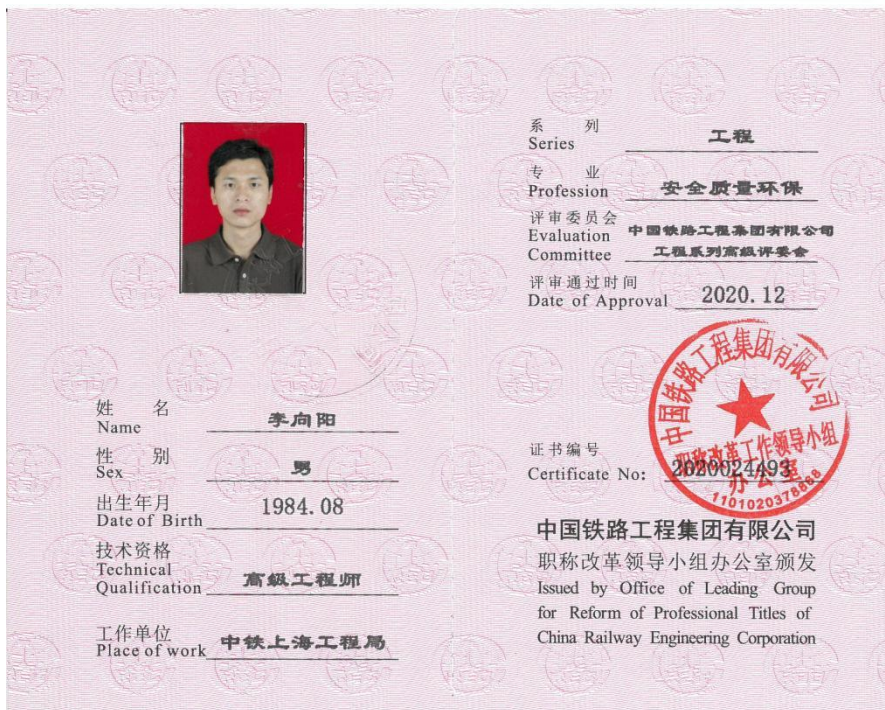 姓 名
Name
李向阳
性 别
Sex
男
出生年月
Date of Birth
1984.08
技术资格
Technical
Qualification
高级工程师
工作单位
Place of work
中铁上海工程局
系 列
Series
工程
专 业
Profession
安全质量环保
评审委员会
Evaluation
Committee
中国铁路工程集团有限公司
工程系列高级评委会
评审通过时间
Date of Approval
2020.12
中国铁路工程集团有限公司
职称改革工作领导小组
办公室
1101020378868
证书编号
Certificate No:
2020024493
中国铁路工程集团有限公司
职称改革领导小组办公室颁发
Issued by Office of Leading Group
for Reform of Professional Titles of
China Railway Engineering Corporation